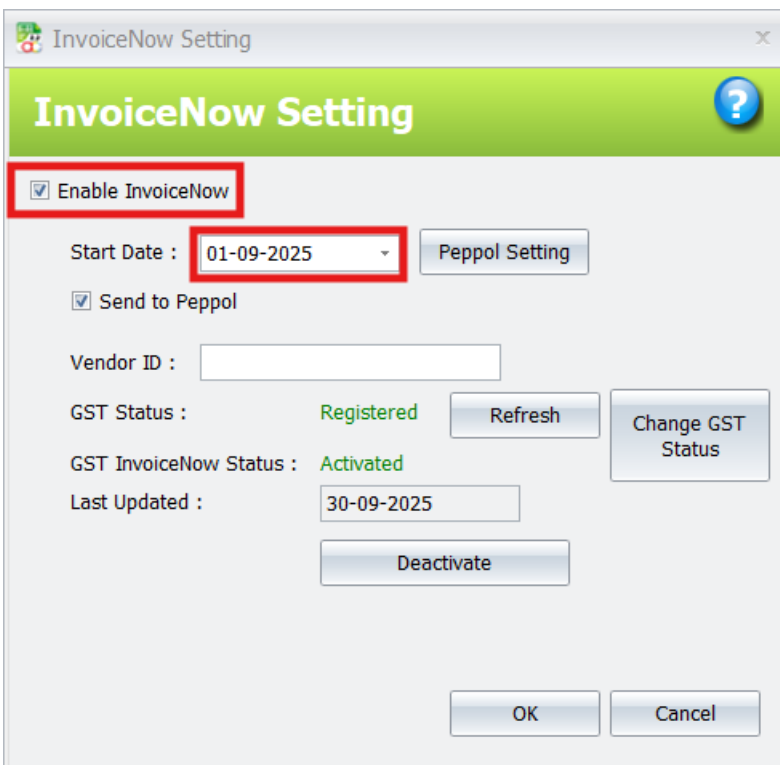 InvoiceNow Setting
InvoiceNow Setting
Enable InvoiceNow
Start Date : 01-09-2025 Peppol Setting
Send to Peppol
Vendor ID :
GST Status : Registered Refresh Change GST Status
GST InvoiceNow Status : Activated
Last Updated : 30-09-2025
Deactivate
OK Cancel